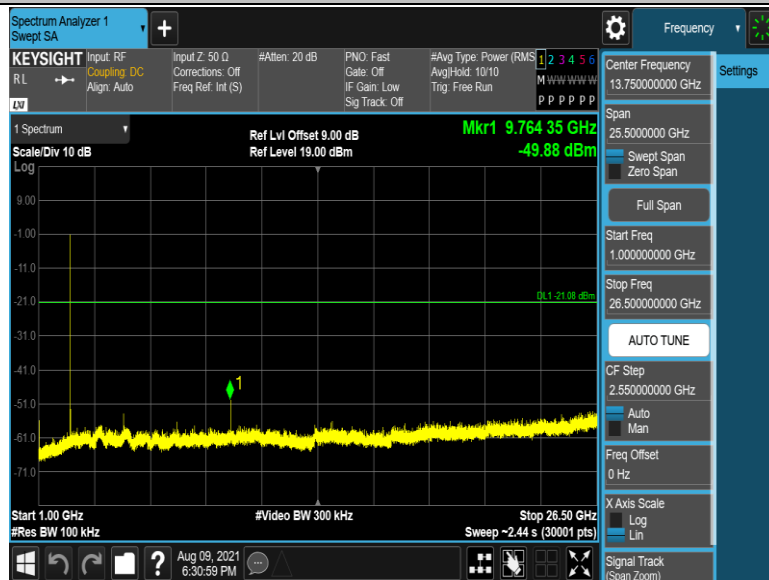 Spectrum Analyzer 1
Swept SA
+
Frequency
KEYSIGHT Input: RF Input Z: 50 Ω #Atten: 20 dB PNO: Fast #Avg Type: Power (RMS 1 2 3 4 5 6
RL Coupling: DC Corrections: Off Gate: Off Avg|Hold: 10/10 M W W W W W
Align: Auto Freq Ref: Int (S) IF Gain: Low Trig: Free Run
LXI Sig Track: Off P P P P P P
1 Spectrum
Ref Lvl Offset 9.00 dB Mkr1 9.764 35 GHz
Scale/Div 10 dB Ref Level 19.00 dBm -49.88 dBm
Log
9.00
-1.00
-11.0
-21.0 DL1 -21.08 dBm
-31.0
-41.0
1
-51.0
-61.0
-71.0
Start 1.00 GHz #Video BW 300 kHz Stop 26.50 GHz
#Res BW 100 kHz Sweep ~2.44 s (30001 pts)
? Aug 09, 2021
6:30:59 PM
Center Frequency
13.750000000 GHz
Settings
Span
25.5000000 GHz
Swept Span
Zero Span
Full Span
Start Freq
1.000000000 GHz
Stop Freq
26.500000000 GHz
AUTO TUNE
CF Step
2.550000000 GHz
Auto
Man
Freq Offset
0 Hz
X Axis Scale
Log
Lin
Signal Track
(Span Zoom)